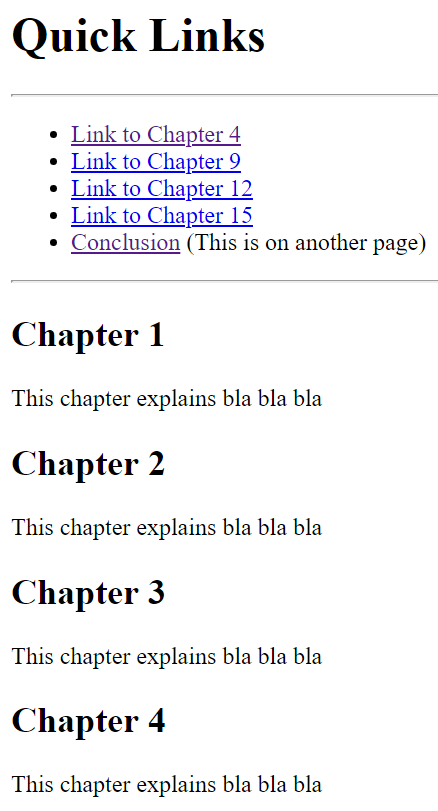 Quick Links
Link to Chapter 4
Link to Chapter 9
Link to Chapter 12
Link to Chapter 15
Conclusion (This is on another page)
Chapter 1
This chapter explains bla bla bla
Chapter 2
This chapter explains bla bla bla
Chapter 3
This chapter explains bla bla bla
Chapter 4
This chapter explains bla bla bla